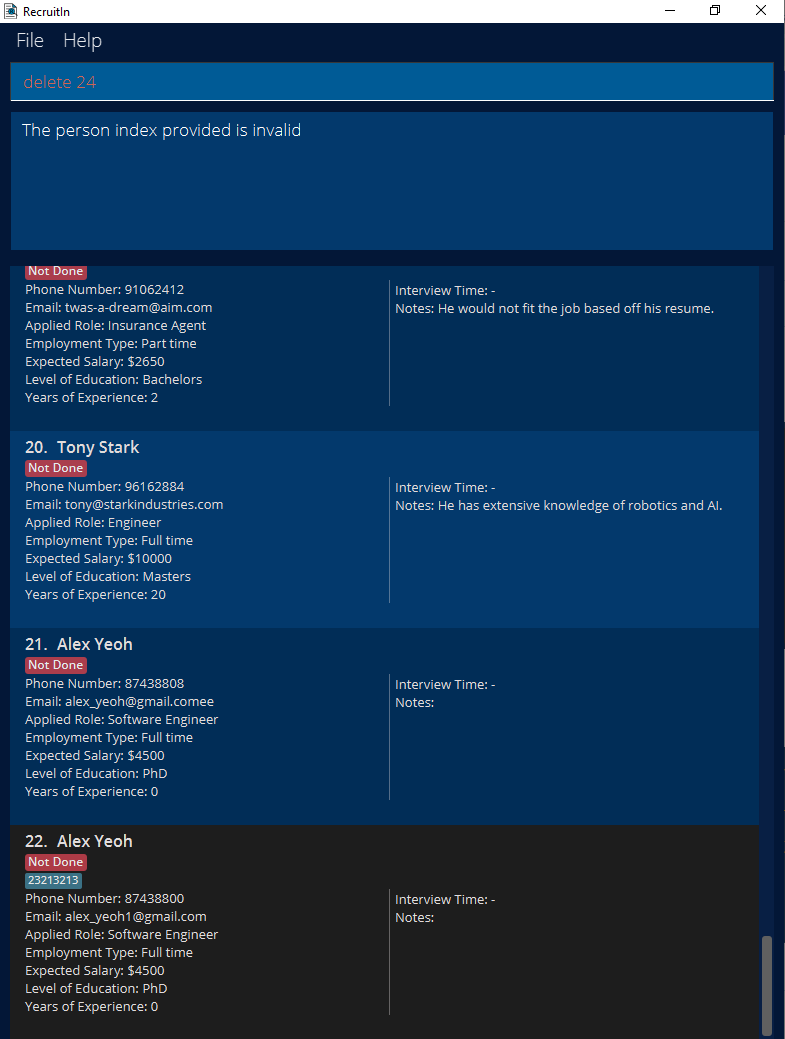 RecruitIn
File Help
delete 24
The person index provided is invalid
Not Done
Phone Number: 91062412
Email: twas-a-dream@aim.com
Applied Role: Insurance Agent
Employment Type: Part time
Expected Salary: $2650
Level of Education: Bachelors
Years of Experience: 2
Interview Time: -
Notes: He would not fit the job based off his resume.
20. Tony Stark
Not Done
Phone Number: 96162884
Email: tony@starkindustries.com
Applied Role: Engineer
Employment Type: Full time
Expected Salary: $10000
Level of Education: Masters
Years of Experience: 20
Interview Time: -
Notes: He has extensive knowledge of robotics and AI.
21. Alex Yeoh
Not Done
Phone Number: 87438808
Email: alex_yeoh@gmail.comee
Applied Role: Software Engineer
Employment Type: Full time
Expected Salary: $4500
Level of Education: PhD
Years of Experience: 0
Interview Time: -
Notes:
22. Alex Yeoh
Not Done
23213213
Phone Number: 87438800
Email: alex_yeoh1@gmail.com
Applied Role: Software Engineer
Employment Type: Full time
Expected Salary: $4500
Level of Education: PhD
Years of Experience: 0
Interview Time: -
Notes: